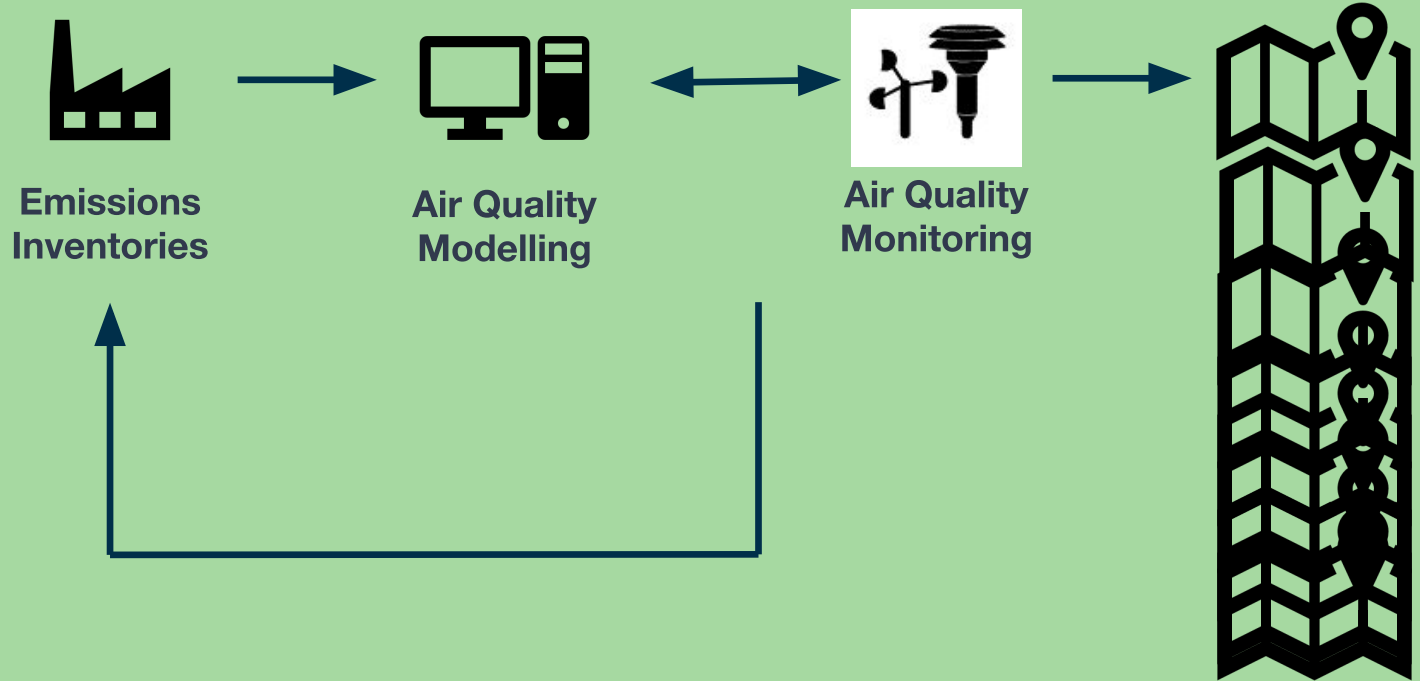 Emissions
Inventories
Air Quality
Modelling
Air Quality
Monitoring